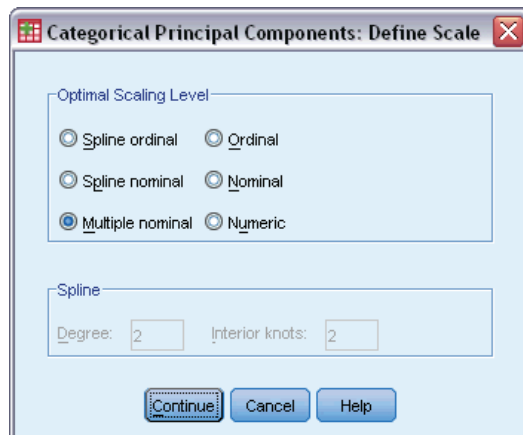 Categorical Principal Components: Define Scale
Optimal Scaling Level
Spline ordinal Ordinal
Spline nominal Nominal
Multiple nominal Numeric
Spline
Degree: 2 Interior knots: 2
Continue Cancel Help